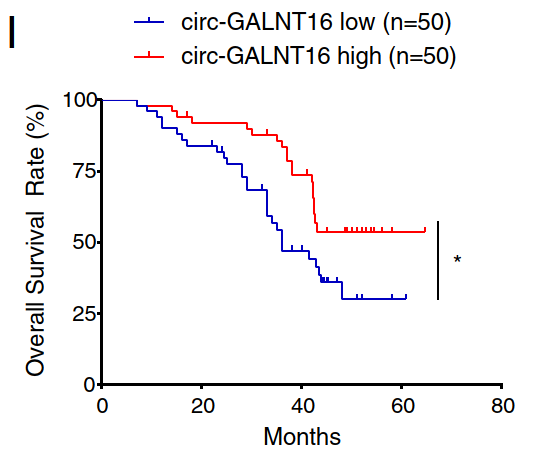 I
circ-GALNT16 low (n=50)
circ-GALNT16 high (n=50)
Overall Survival Rate (%)
100
75
50
25
0
*
0 20 40 60 80
Months